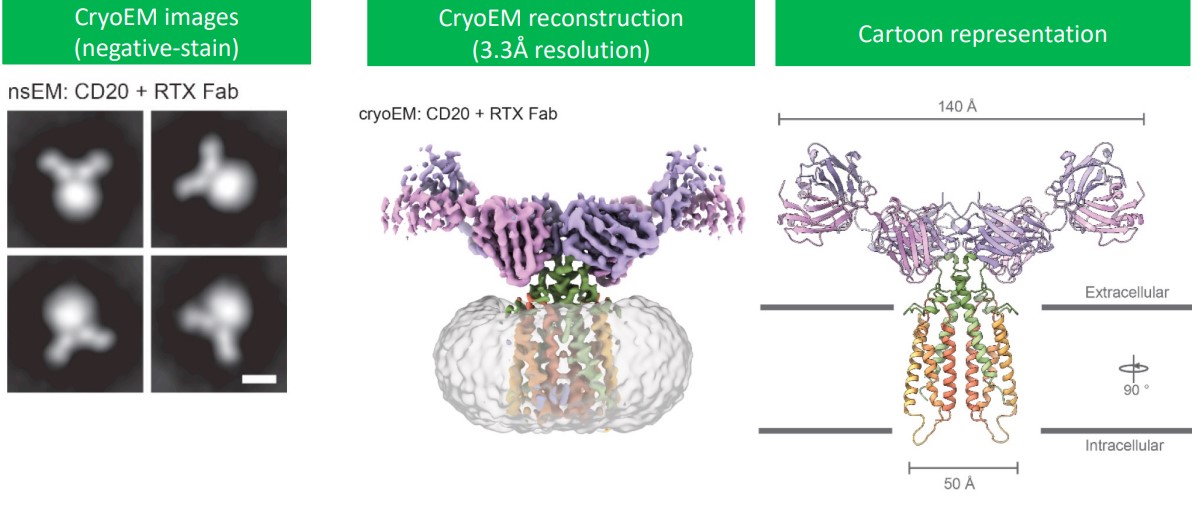 CryoEM images
(negative-stain)
CryoEM reconstruction
(3.3Å resolution)
Cartoon representation
nsEM: CD20 + RTX Fab
cryoEM: CD20 + RTX Fab
140 Å
Extracellular
90 °
Intracellular
50 Å